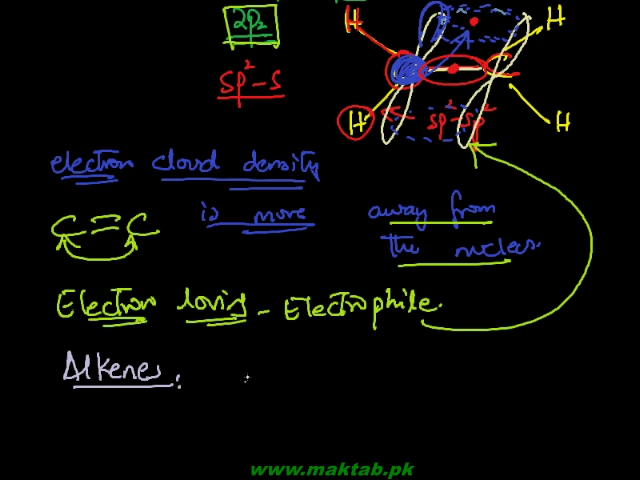 2p₂
H H
sp²-s
H sp²-sp² H
electron cloud density
is more away from
C=C the nucleus.
Electron loving - Electrophile.
Alkenes.
www.maktab.pk